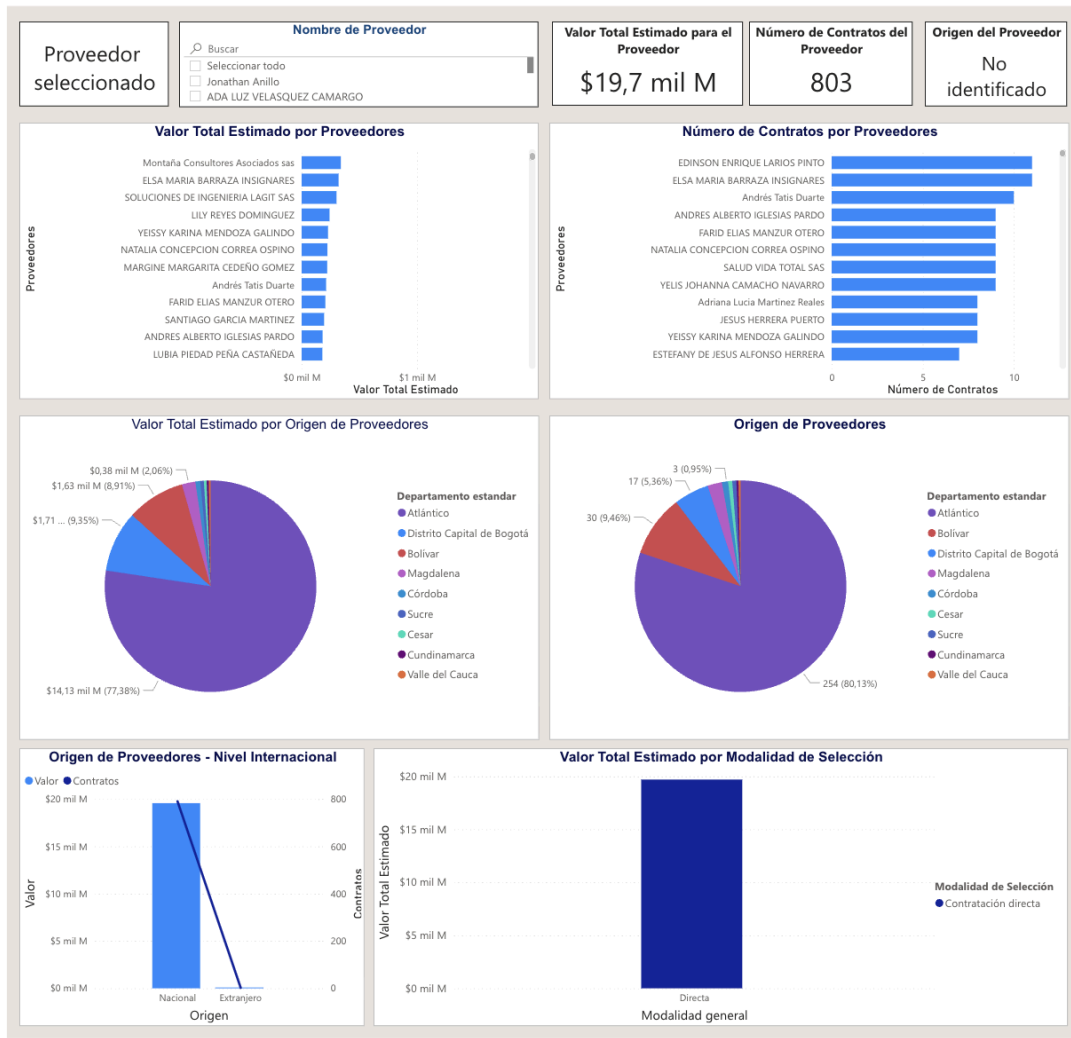 Proveedor
seleccionado
Nombre de Proveedor
Buscar
Seleccionar todo
Jonathan Anillo
ADA LUZ VELASQUEZ CAMARGO
Valor Total Estimado para el
Proveedor
$19,7 mil M
Número de Contratos del
Proveedor
803
Origen del Proveedor
No
identificado
Valor Total Estimado por Proveedores
Proveedores
Montaña Consultores Asociados sas
ELSA MARIA BARRAZA INSIGNARES
SOLUCIONES DE INGENIERIA LAGIT SAS
LILY REYES DOMINGUEZ
YEISSY KARINA MENDOZA GALINDO
NATALIA CONCEPCION CORREA OSPINO
MARGINE MARGARITA CEDEÑO GOMEZ
Andrés Tatis Duarte
FARID ELIAS MANZUR OTERO
SANTIAGO GARCIA MARTINEZ
ANDRES ALBERTO IGLESIAS PARDO
LUBIA PIEDAD PEÑA CASTAÑEDA
$0 mil M $1 mil M
Valor Total Estimado
Número de Contratos por Proveedores
Proveedores
EDINSON ENRIQUE LARIOS PINTO
ELSA MARIA BARRAZA INSIGNARES
Andrés Tatis Duarte
ANDRES ALBERTO IGLESIAS PARDO
FARID ELIAS MANZUR OTERO
NATALIA CONCEPCION CORREA OSPINO
SALUD VIDA TOTAL SAS
YELIS JOHANNA CAMACHO NAVARRO
Adriana Lucia Martinez Reales
JESUS HERRERA PUERTO
YEISSY KARINA MENDOZA GALINDO
ESTEFANY DE JESUS ALFONSO HERRERA
0 5 10
Número de Contratos
Valor Total Estimado por Origen de Proveedores
$0,38 mil M (2,06%)
$1,63 mil M (8,91%)
$1,71 ... (9,35%)
$14,13 mil M (77,38%)
Departamento estandar
Atlántico
Distrito Capital de Bogotá
Bolívar
Magdalena
Córdoba
Sucre
Cesar
Cundinamarca
Valle del Cauca
Origen de Proveedores
3 (0,95%)
17 (5,36%)
30 (9,46%)
254 (80,13%)
Departamento estandar
Atlántico
Bolívar
Distrito Capital de Bogotá
Magdalena
Córdoba
Cesar
Sucre
Cundinamarca
Valle del Cauca
Origen de Proveedores - Nivel Internacional
Valor Contratos
Valor
$20 mil M
$15 mil M
$10 mil M
$5 mil M
$0 mil M
800
600
400
200
0
Contratos
Nacional Extranjero
Origen
Valor Total Estimado por Modalidad de Selección
Valor Total Estimado
$20 mil M
$15 mil M
$10 mil M
$5 mil M
$0 mil M
Directa
Modalidad general
Modalidad de Selección
Contratación directa